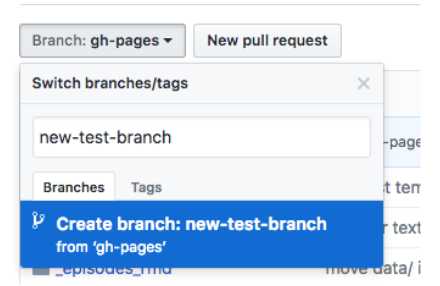 Branch: gh-pages
New pull request
Switch branches/tags
new-test-branch
-page
Branches Tags
t tem
Create branch: new-test-branch
r text
from ‘gh-pages’
_episodes_rmd
move data/ i